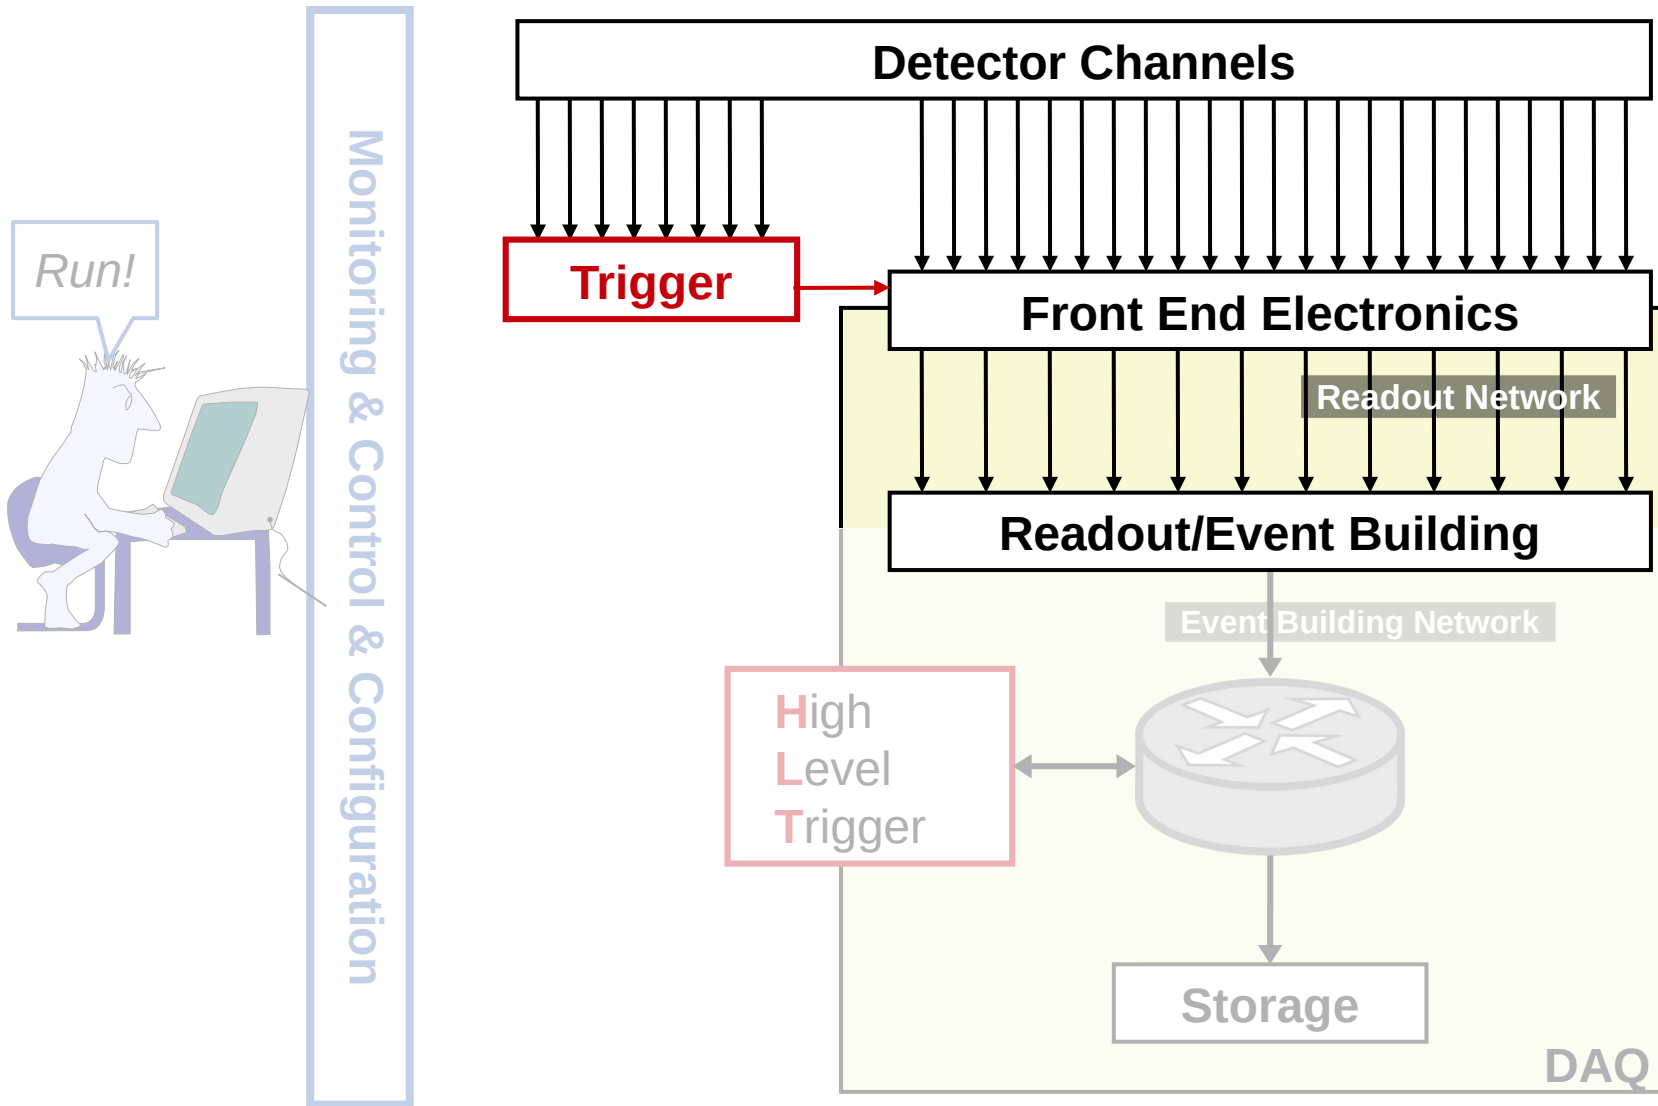 Detector Channels
Monitoring & Control & Configuration
Run!
Trigger
Front End Electronics
Readout Network
Readout/Event Building
Event Building Network
High
Level
Trigger
Storage
DAQ